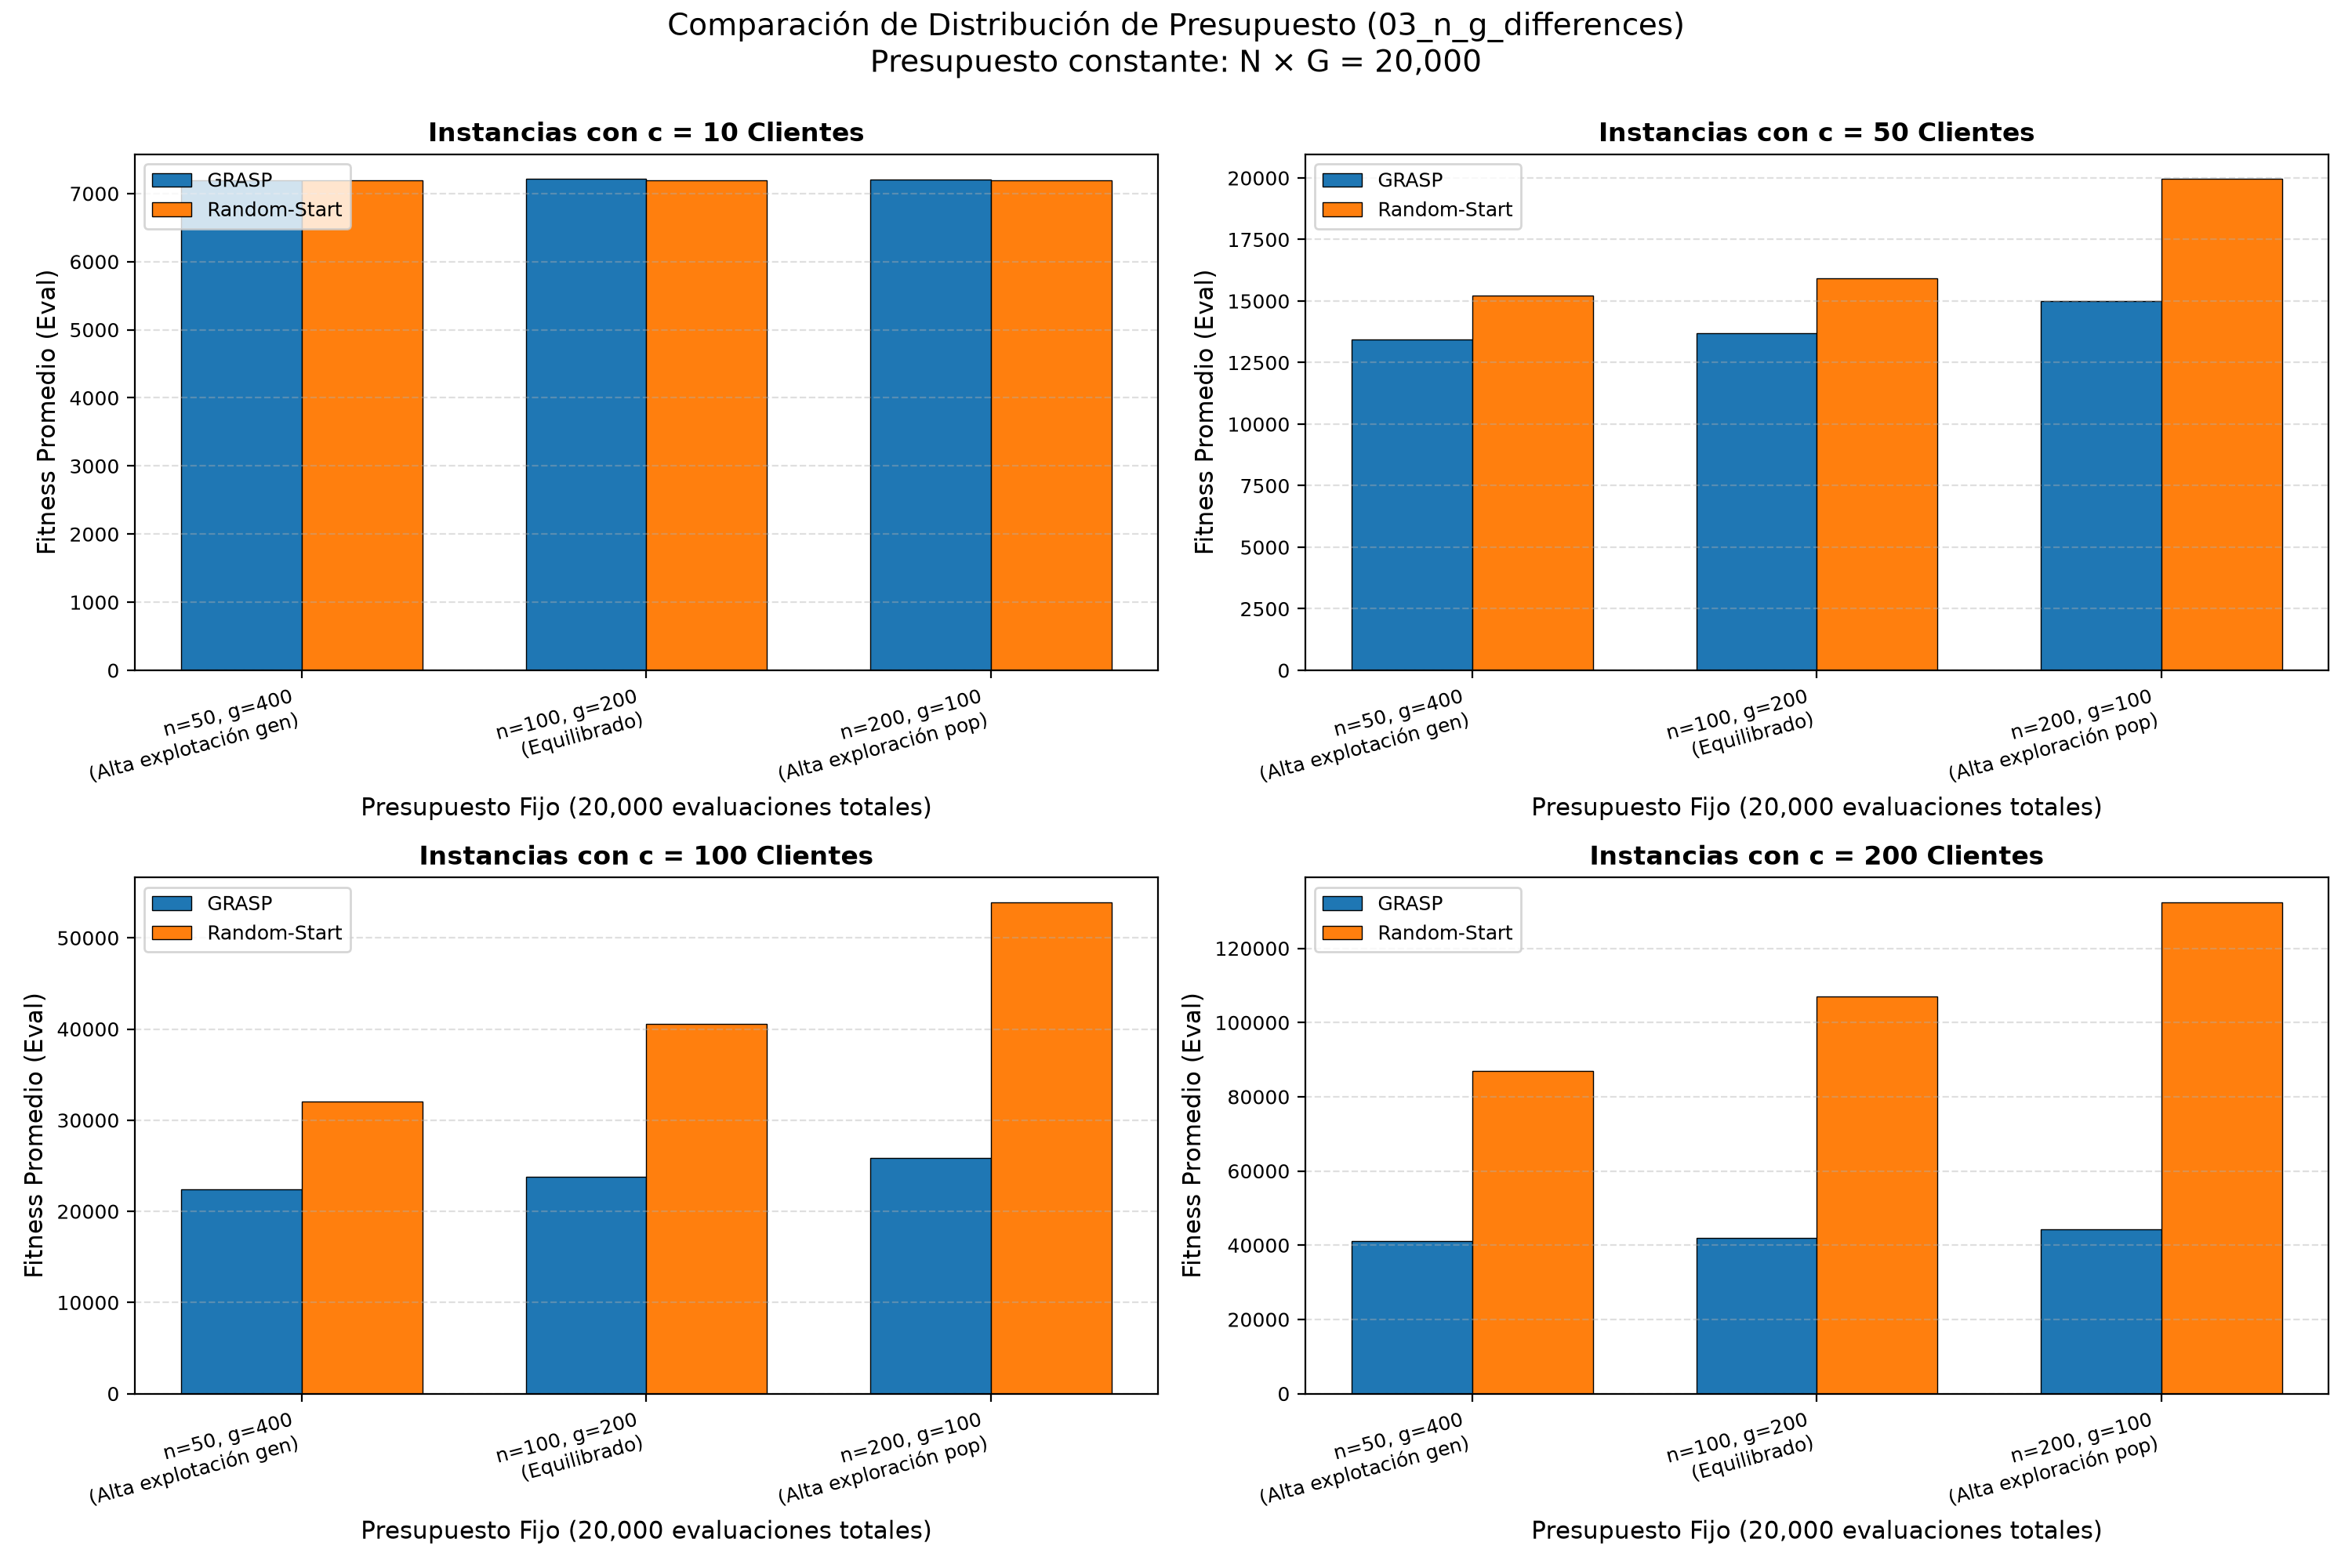 Comparación de Distribución de Presupuesto (03_n_g_differences)
Presupuesto constante: N × G = 20,000
Instancias con c = 10 Clientes
GRASP
Random-Start
Fitness Promedio (Eval)
7000
6000
5000
4000
3000
2000
1000
0
n=50, g=400
(Alta explotación gen)
n=100, g=200
(Equilibrado)
n=200, g=100
(Alta exploración pop)
Presupuesto Fijo (20,000 evaluaciones totales)
Instancias con c = 50 Clientes
GRASP
Random-Start
Fitness Promedio (Eval)
20000
17500
15000
12500
10000
7500
5000
2500
0
n=50, g=400
(Alta explotación gen)
n=100, g=200
(Equilibrado)
n=200, g=100
(Alta exploración pop)
Presupuesto Fijo (20,000 evaluaciones totales)
Instancias con c = 100 Clientes
GRASP
Random-Start
Fitness Promedio (Eval)
50000
40000
30000
20000
10000
0
n=50, g=400
(Alta explotación gen)
n=100, g=200
(Equilibrado)
n=200, g=100
(Alta exploración pop)
Presupuesto Fijo (20,000 evaluaciones totales)
Instancias con c = 200 Clientes
GRASP
Random-Start
Fitness Promedio (Eval)
120000
100000
80000
60000
40000
20000
0
n=50, g=400
(Alta explotación gen)
n=100, g=200
(Equilibrado)
n=200, g=100
(Alta exploración pop)
Presupuesto Fijo (20,000 evaluaciones totales)